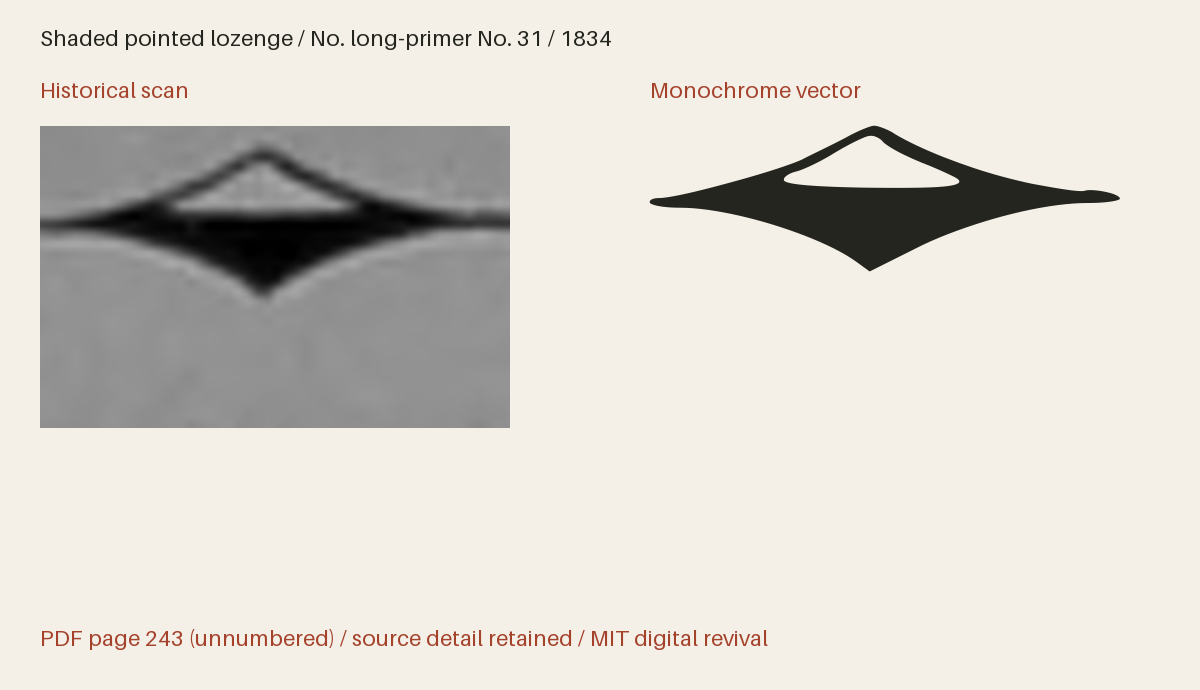 Shaded pointed lozenge / No. long-primer No. 31 / 1834
Historical scan
Monochrome vector
PDF page 243 (unnumbered) / source detail retained / MIT digital revival